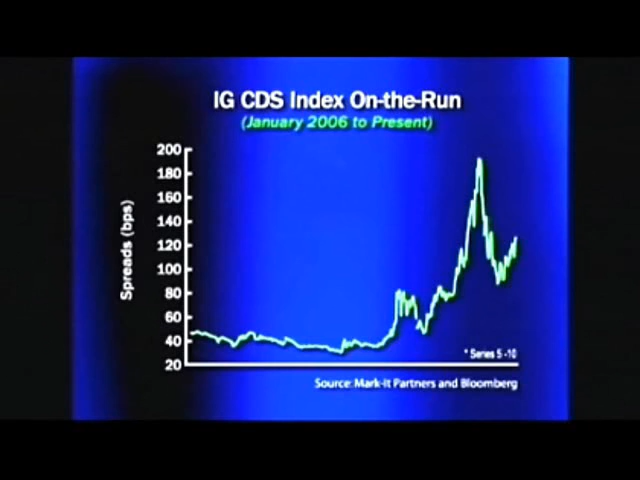 IG CDS Index On-the-Run
(January 2006 to Present)
Spreads (bps)
200
180
160
140
120
100
80
60
40
20
* Series 5 -10
Source: Mark-it Partners and Bloomberg